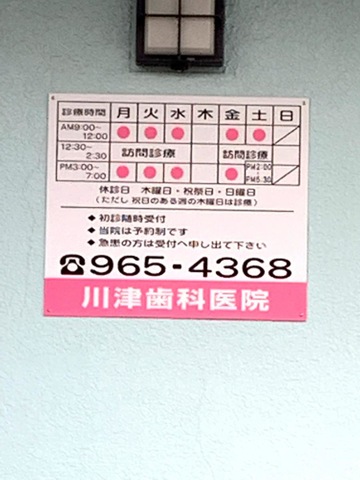 診療時間 月 火 水 木 金 土 日
AM9:00~12:00 ● ● ● ● ●
12:30~2:30 訪問診療 訪問診療
PM3:00~7:00 ● ● ● ● PM2:00 PM5:30
休診日 木曜日・祝祭日・日曜日
(ただし 祝日のある週の木曜日は診療)
◆ 初診随時受付
◆ 当院は予約制です
◆ 急患の方は受付へ申し出て下さい
☎965-4368
川津歯科医院